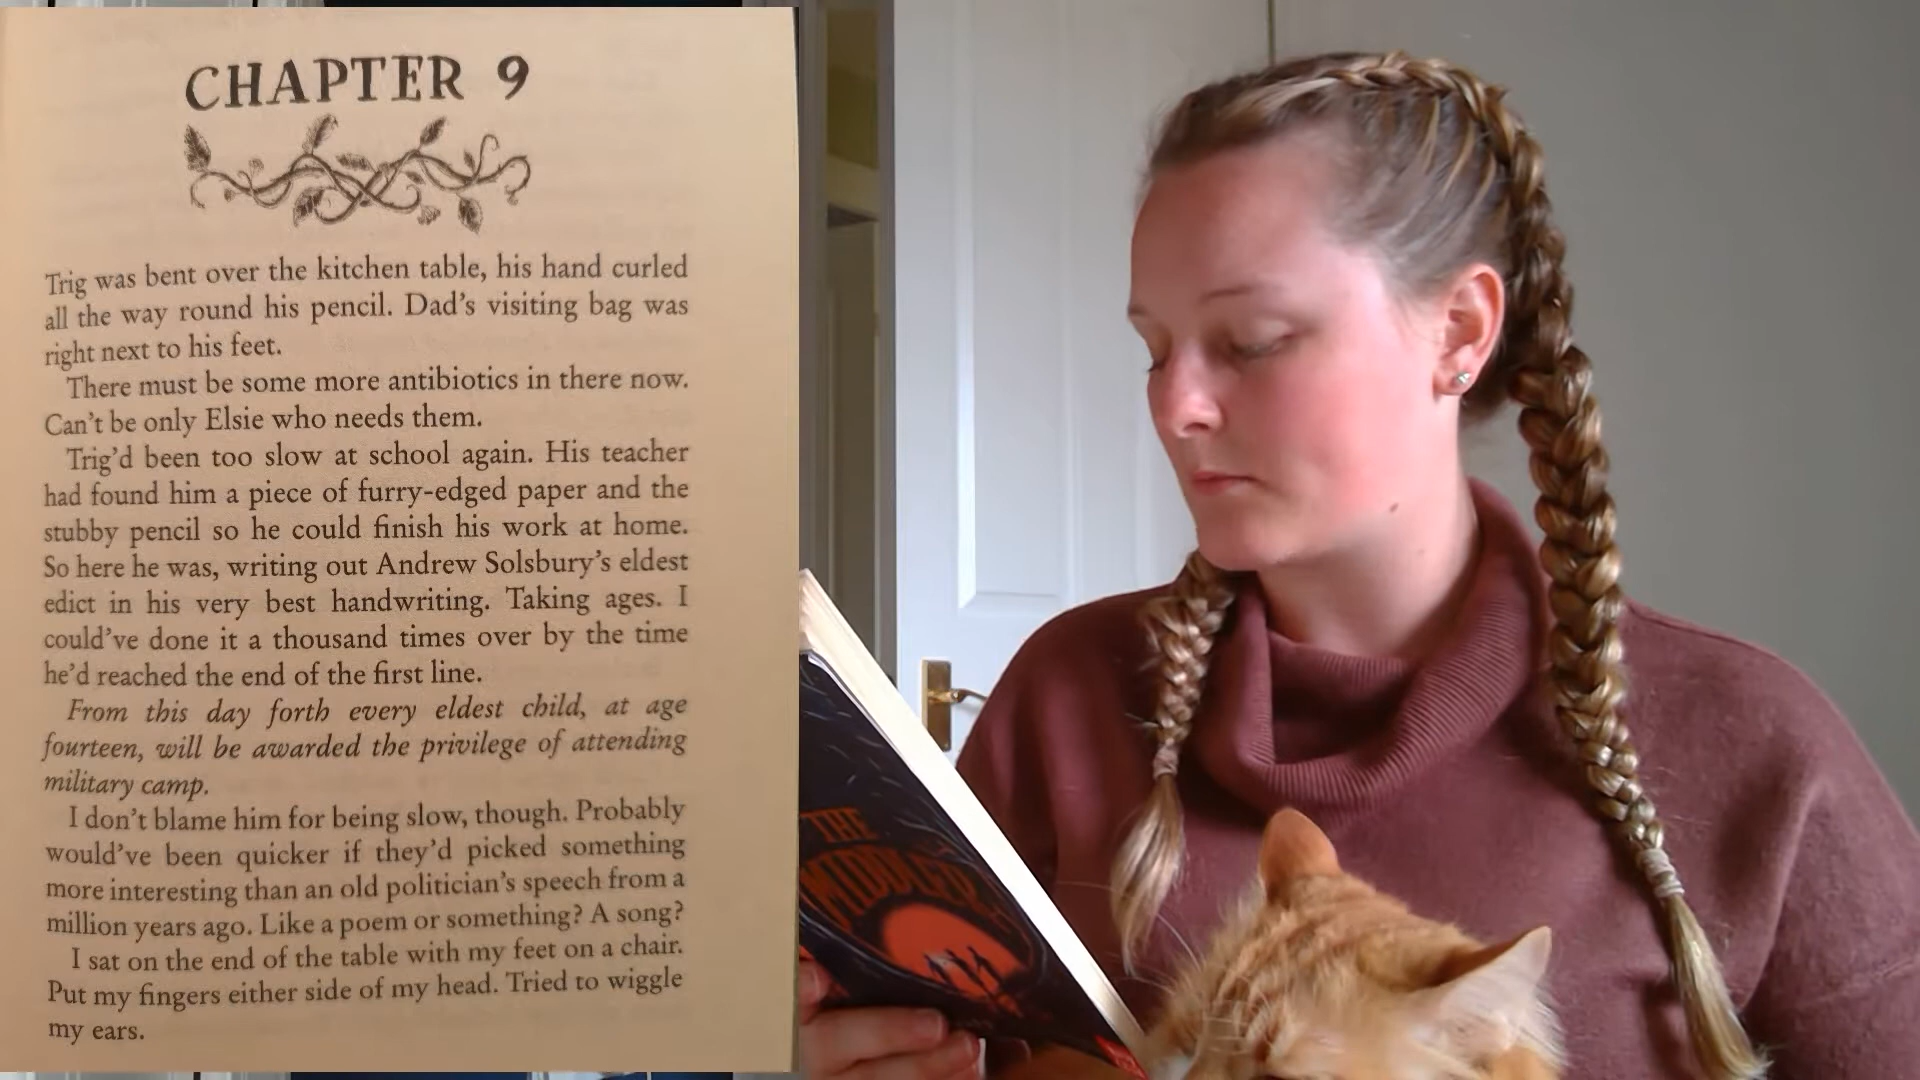 CHAPTER 9
Trig was bent over the kitchen table, his hand curled
all the way round his pencil. Dad's visiting bag was
right next to his feet.
There must be some more antibiotics in there now.
Can't be only Elsie who needs them.
Trig'd been too slow at school again. His teacher
had found him a piece of furry-edged paper and the
stubby pencil so he could finish his work at home.
So here he was, writing out Andrew Solsbury's eldest
edict in his very best handwriting. Taking ages. I
could've done it a thousand times over by the time
he'd reached the end of the first line.
From this day forth every eldest child, at age
fourteen, will be awarded the privilege of attending
military camp.
I don't blame him for being slow, though. Probably
would've been quicker if they'd picked something
more interesting than an old politician's speech from a
million years ago. Like a poem or something? A song?
I sat on the end of the table with my feet on a chair.
Put my fingers either side of my head. Tried to wiggle
my ears.
THE